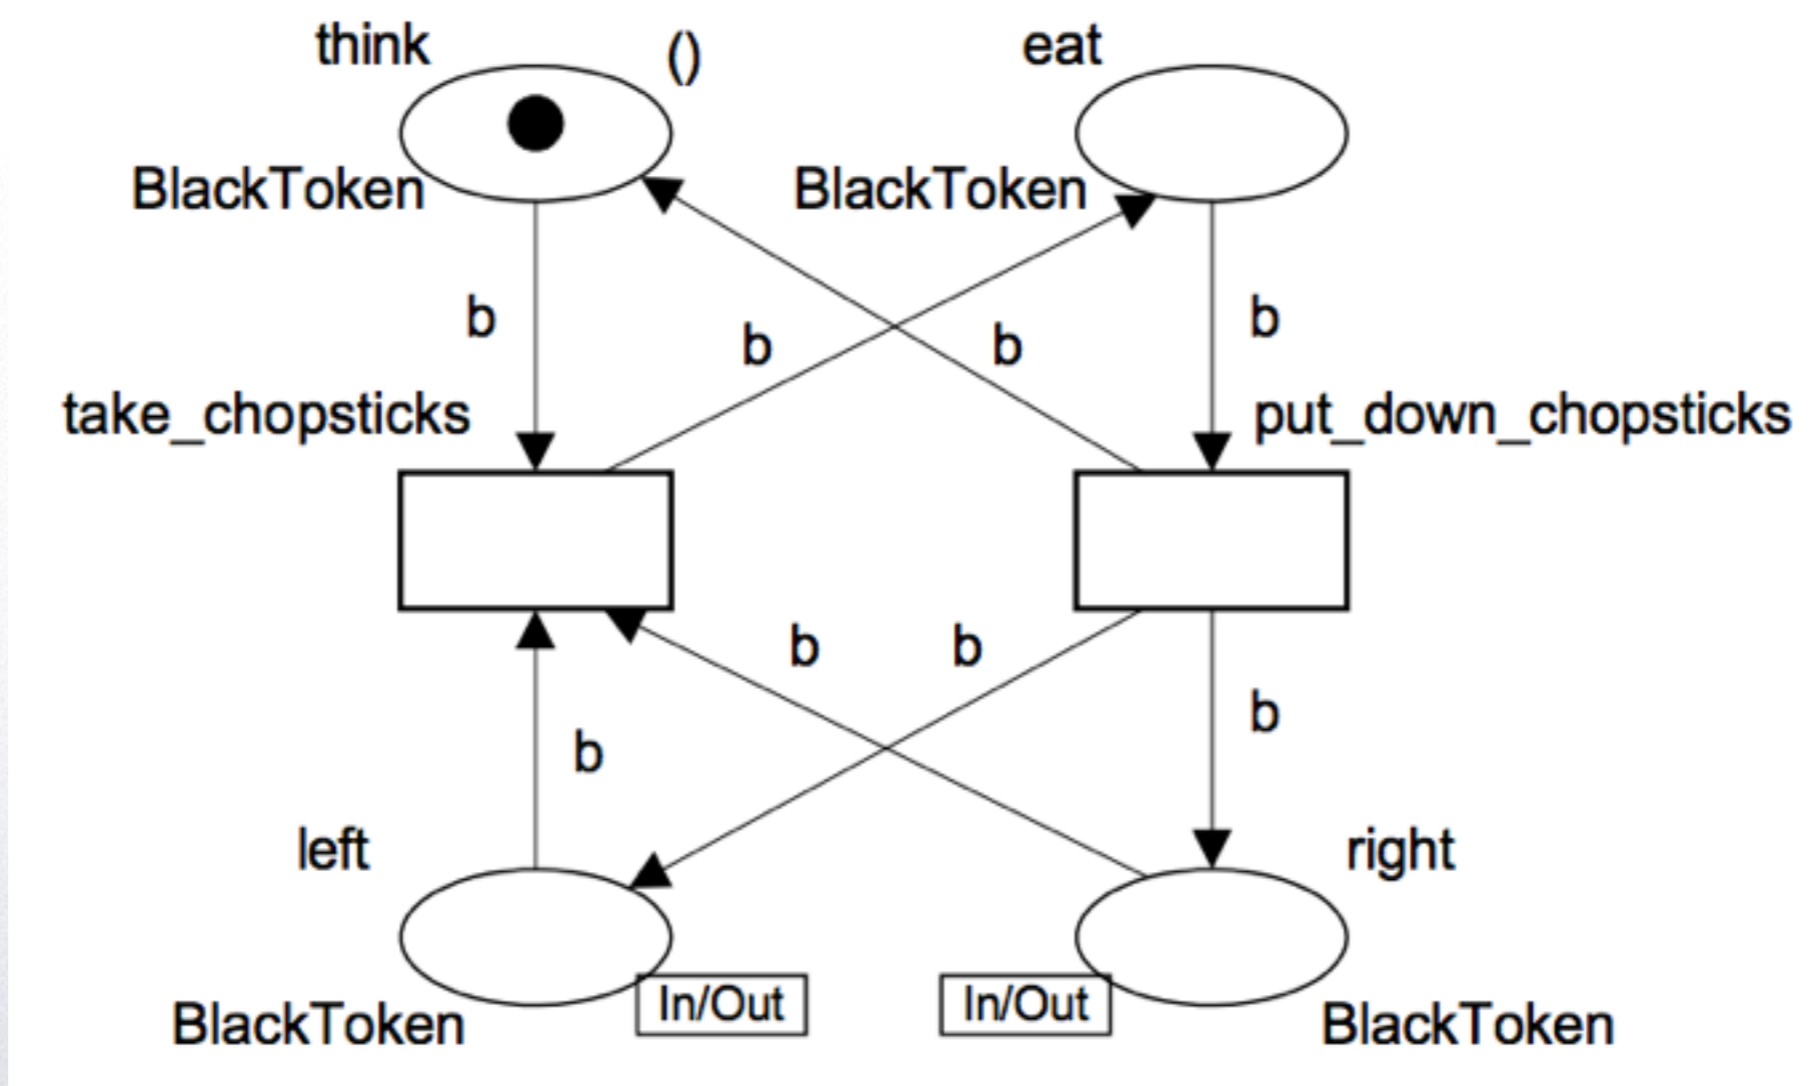 think
()
eat
BlackToken
BlackToken
b
b
b
b
take_chopsticks
put_down_chopsticks
b
b
b
b
left
right
In/Out
In/Out
BlackToken
BlackToken